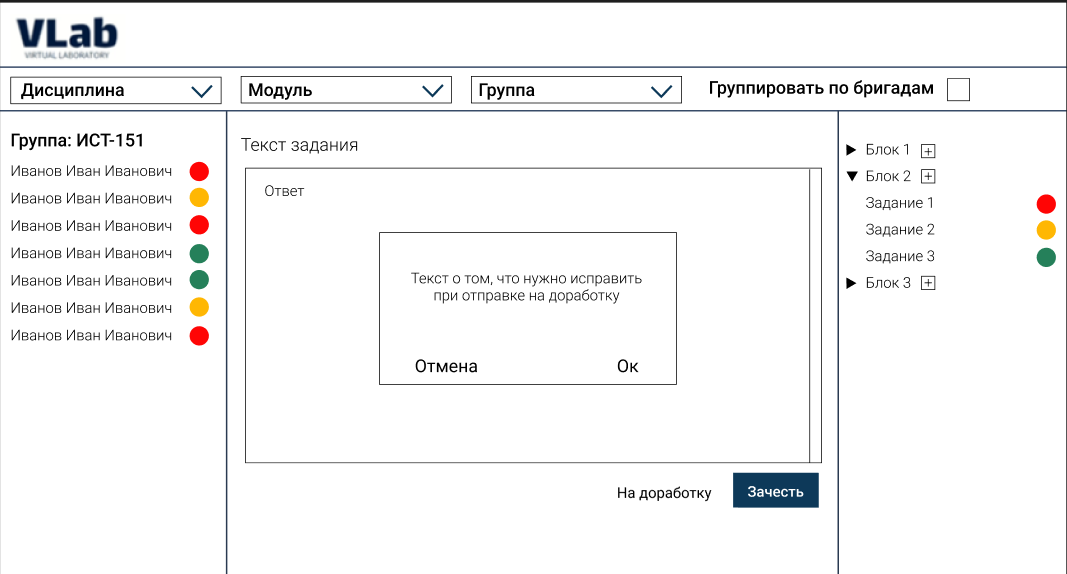 VLab
VIRTUAL LABORATORY
Дисциплина
Модуль
Группа
Группировать по бригадам
Группа: ИСТ-151
Иванов Иван Иванович
Иванов Иван Иванович
Иванов Иван Иванович
Иванов Иван Иванович
Иванов Иван Иванович
Иванов Иван Иванович
Иванов Иван Иванович
Текст задания
Ответ
Текст о том, что нужно исправить
при отправке на доработку
Отмена
Ок
На доработку
Зачесть
Блок 1
Блок 2
Задание 1
Задание 2
Задание 3
Блок 3